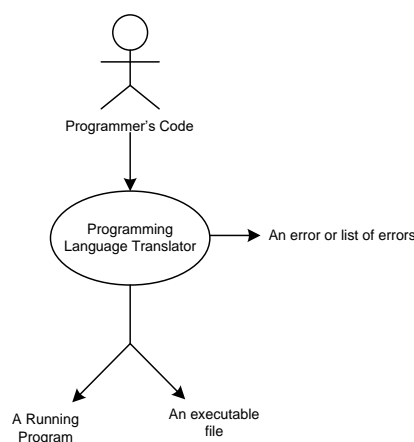 Programmer's Code
Programming
Language Translator
An error or list of errors
A Running
Program
An executable
file